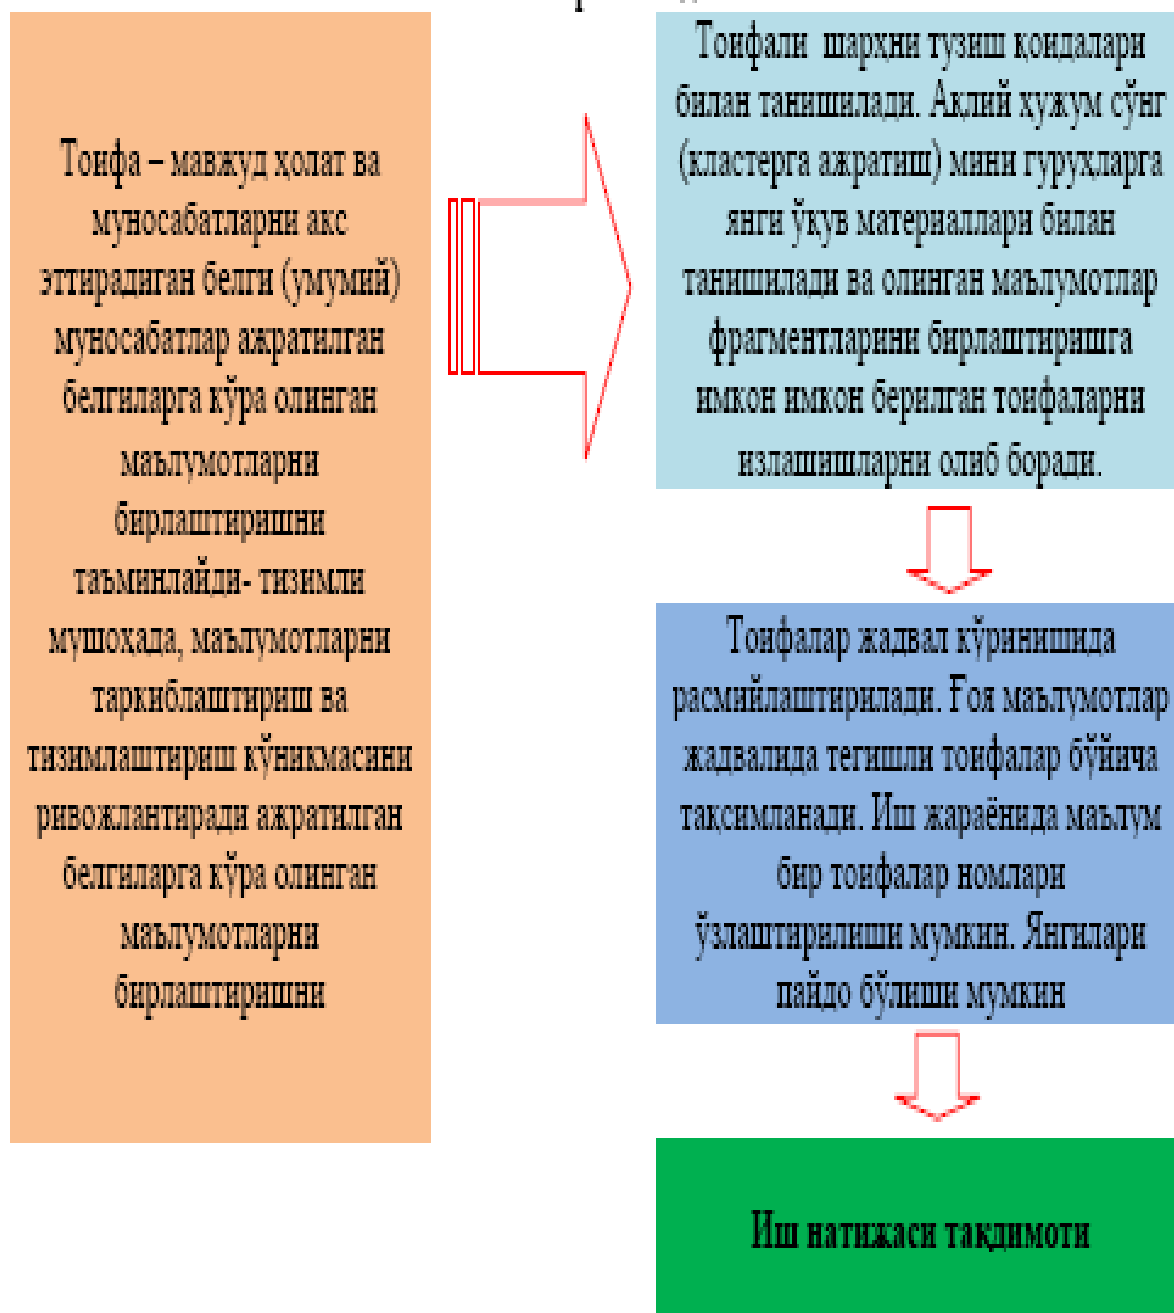 Тоифа – мавжуд ҳолат ва
муносабатларни акс
эттирадиган белги (умумий)
муносабатлар ажратилган
белгиларга кўра олинган
маълумотларни
бирлаштиришни
таъминлайди- тизимли
мушоҳада, маълумотларни
таркиблаштириш ва
тизимлаштириш кўникмасини
ривожлантиради ажратилган
белгиларга кўра олинган
маълумотларни
бирлаштиришни
Тоифали шарҳни тузиш қоидалари
билан танишилади. Ақлий ҳужум сўнг
(кластерга ажратиш) мини гуруҳларга
янги ўқув материаллари билан
танишилади ва олинган маълумотлар
фрагментларини бирлаштиришга
имкон имкон берилган тоифаларни
излашишларни олиб боради.
Тоифалар жадвал кўринишида
расмийлаштирилади. Ғоя маълумотлар
жадвалида тегишли тоифалар бўйича
тақсимланади. Иш жараёнида маълум
бир тоифалар номлари
ўзлаштирилиши мумкин. Янгилари
пайдо бўлиши мумкин
Иш натижаси тақдимоти